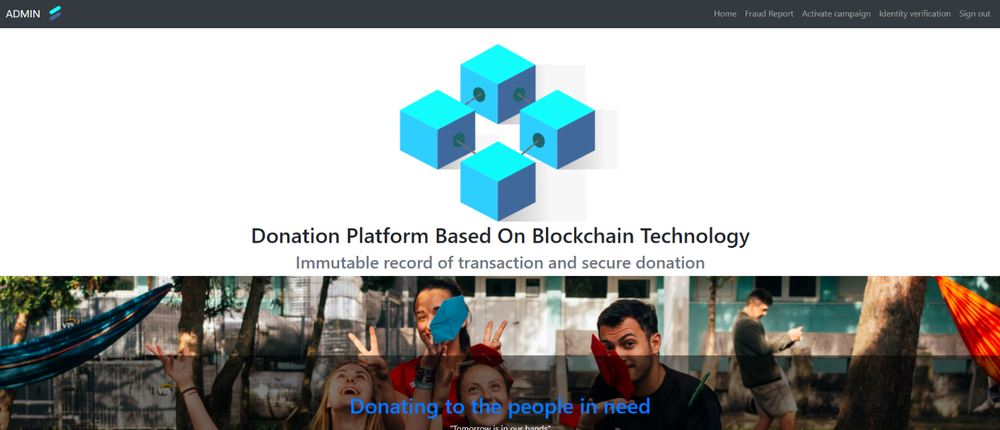 ADMIN
Home Fraud Report Activate campaign Identity verification Sign out
Donation Platform Based On Blockchain Technology
Immutable record of transaction and secure donation
Donating to the people in need
"Tomorrow is in our hands"